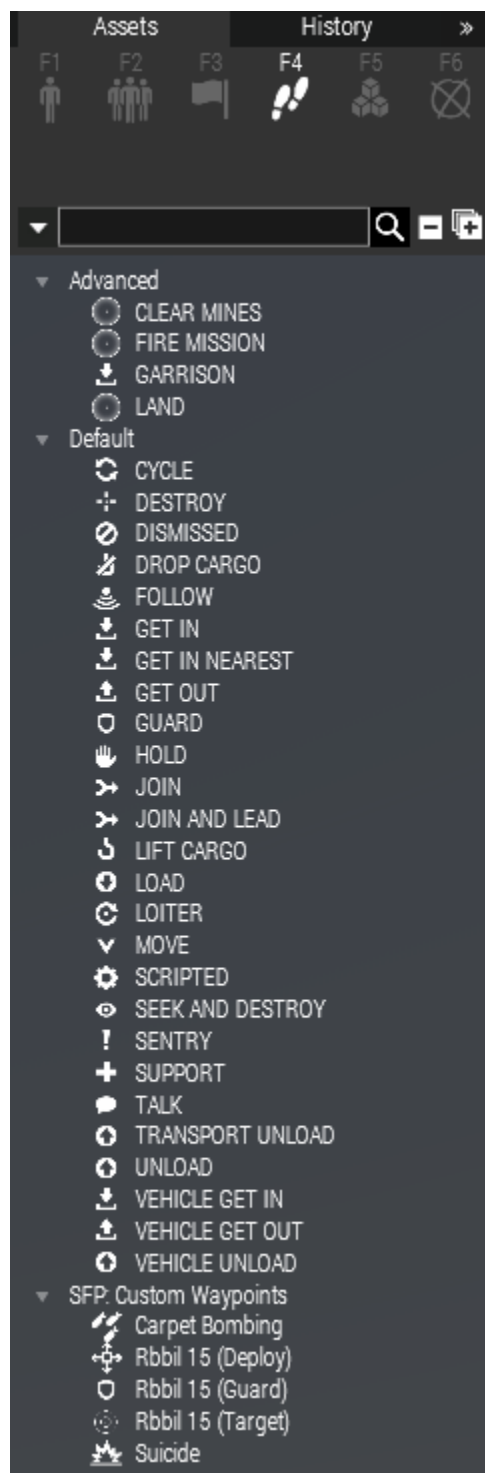 Assets History »
F1 F2 F3 F4 F5 F6
Advanced
CLEAR MINES
FIRE MISSION
GARRISON
LAND
Default
CYCLE
DESTROY
DISMISSED
DROP CARGO
FOLLOW
GET IN
GET IN NEAREST
GET OUT
GUARD
HOLD
JOIN
JOIN AND LEAD
LIFT CARGO
LOAD
LOITER
MOVE
SCRIPTED
SEEK AND DESTROY
SENTRY
SUPPORT
TALK
TRANSPORT UNLOAD
UNLOAD
VEHICLE GET IN
VEHICLE GET OUT
VEHICLE UNLOAD
SFP: Custom Waypoints
Carpet Bombing
Rbbil 15 (Deploy)
Rbbil 15 (Guard)
Rbbil 15 (Target)
Suicide